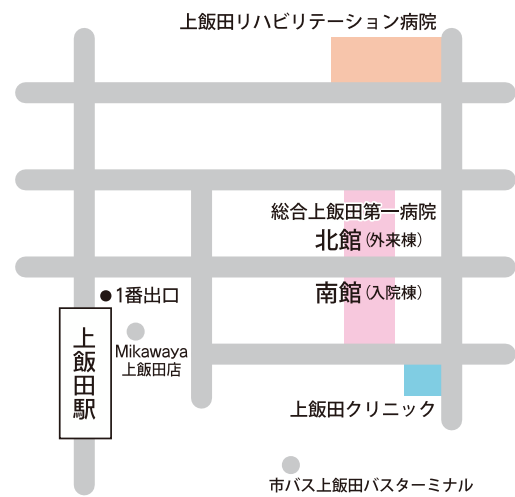 上飯田リハビリテーション病院
総合上飯田第一病院
北館(外来棟)
南館(入院棟)
1番出口
上飯田駅
Mikawaya
上飯田店
上飯田クリニック
市バス上飯田バスターミナル